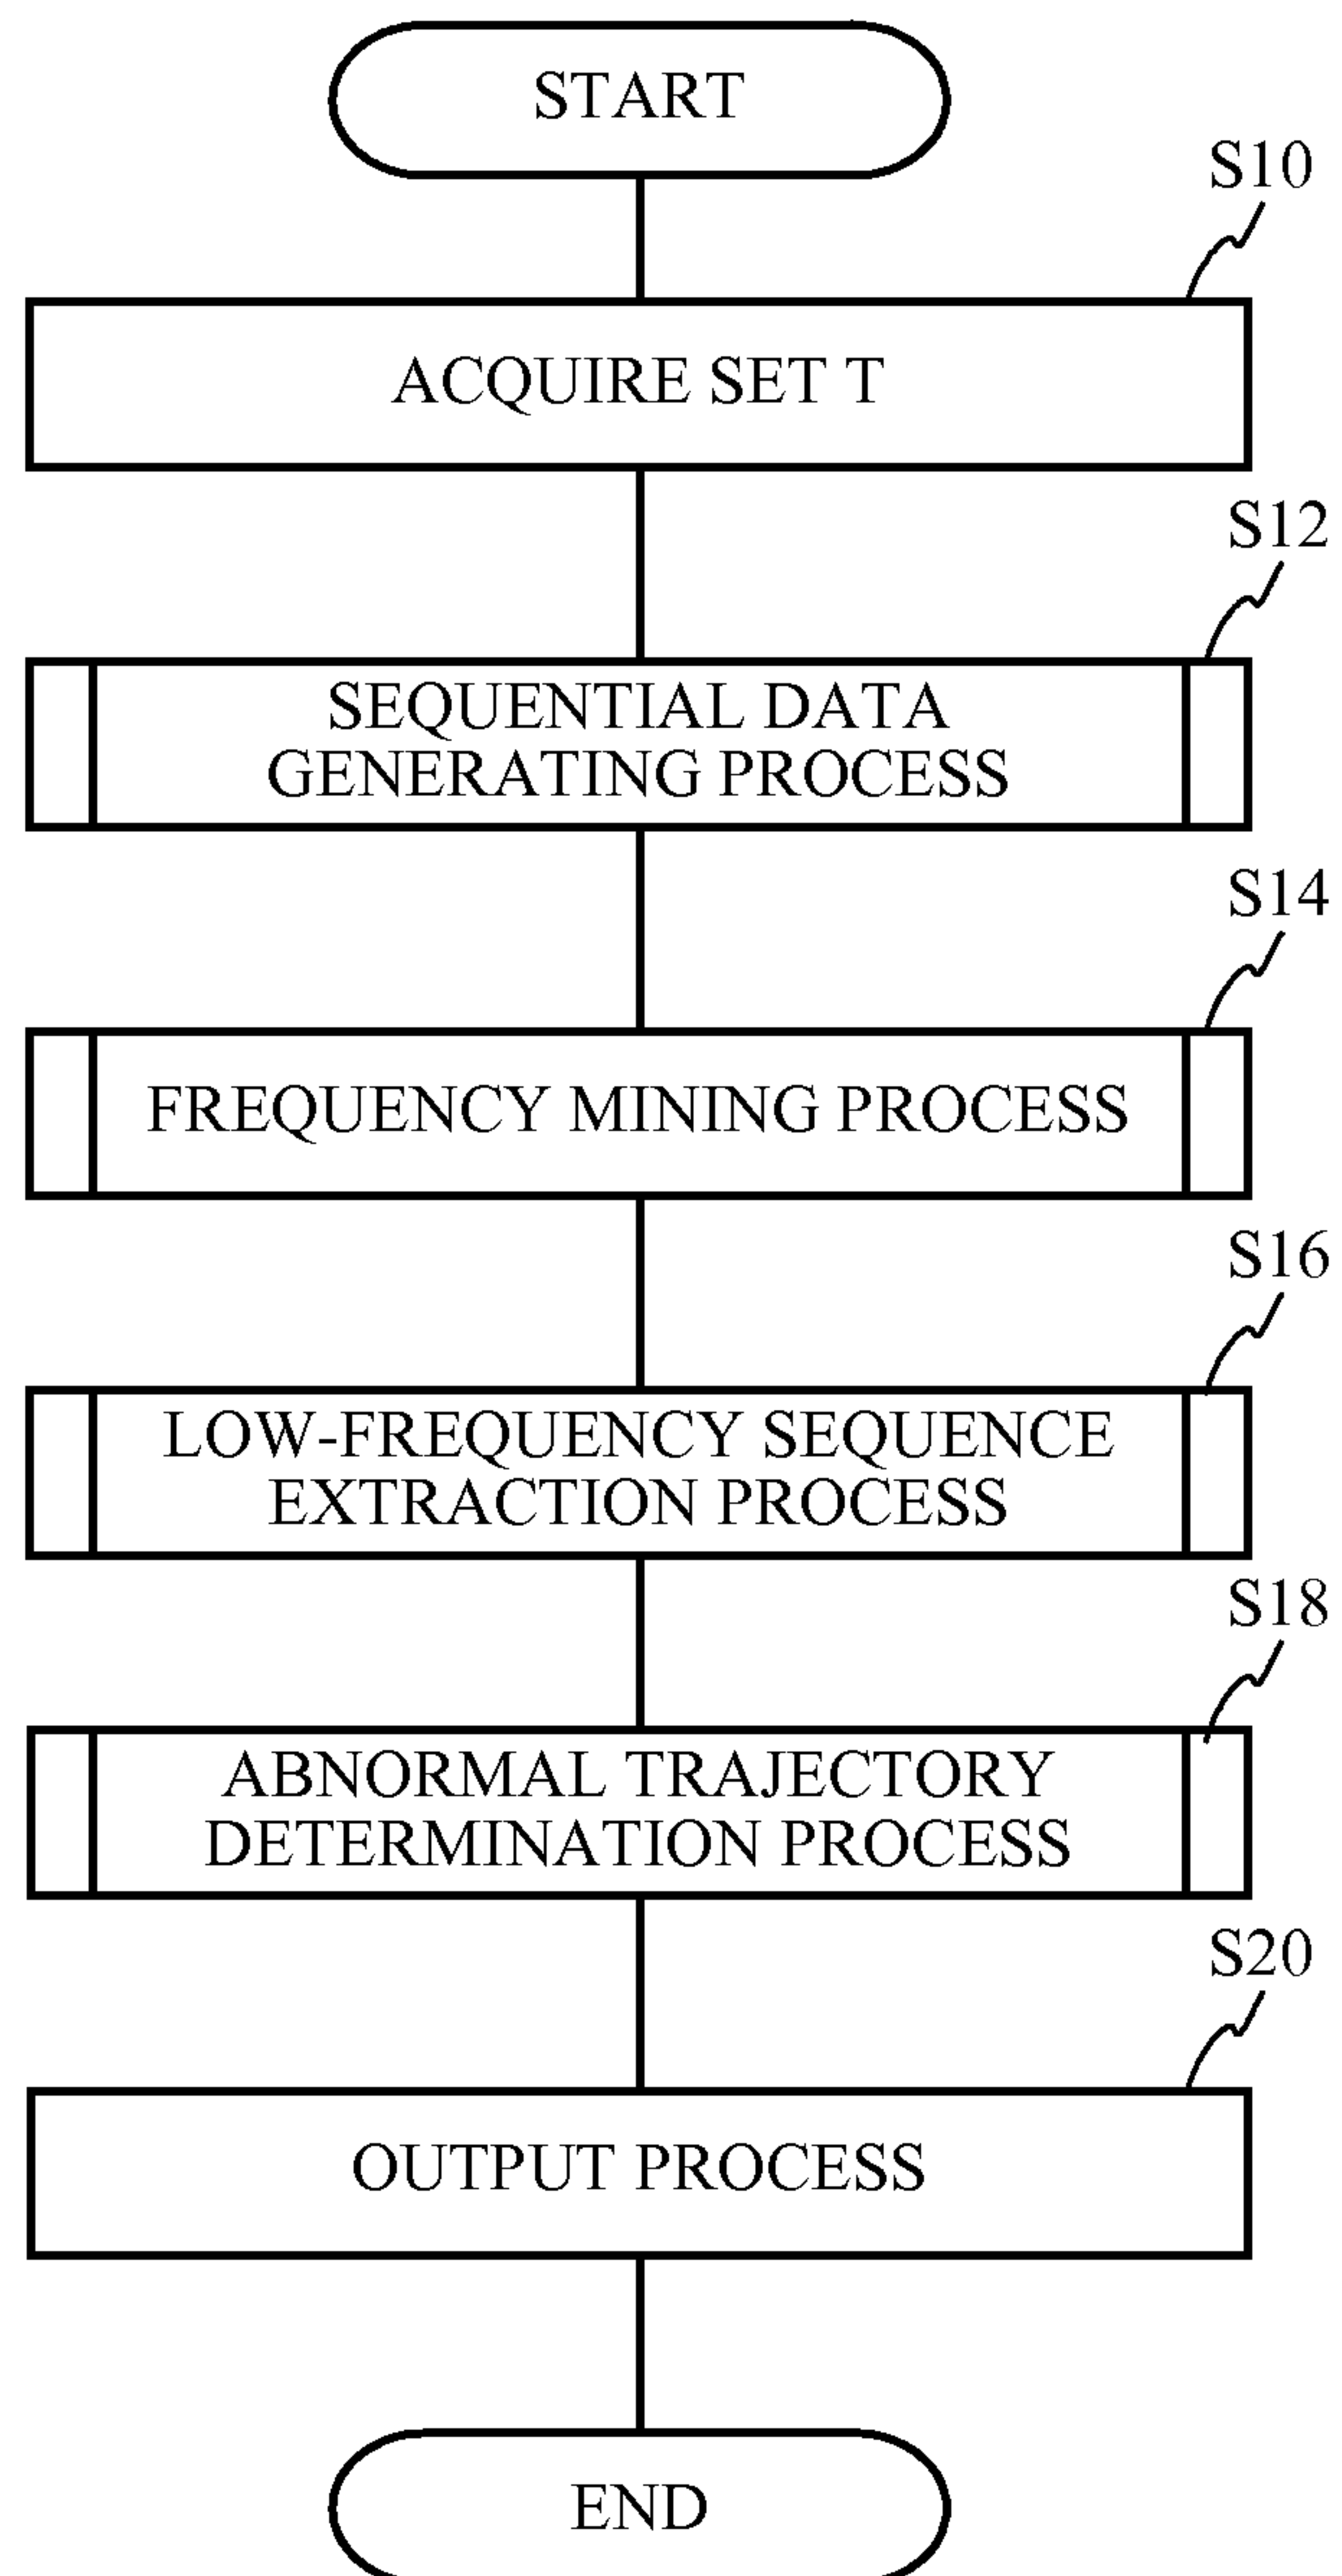 START
S10
ACQUIRE SET T
S12
SEQUENTIAL DATA
GENERATING PROCESS
S14
FREQUENCY MINING PROCESS
S16
LOW-FREQUENCY SEQUENCE
EXTRACTION PROCESS
S18
ABNORMAL TRAJECTORY
DETERMINATION PROCESS
S20
OUTPUT PROCESS
END